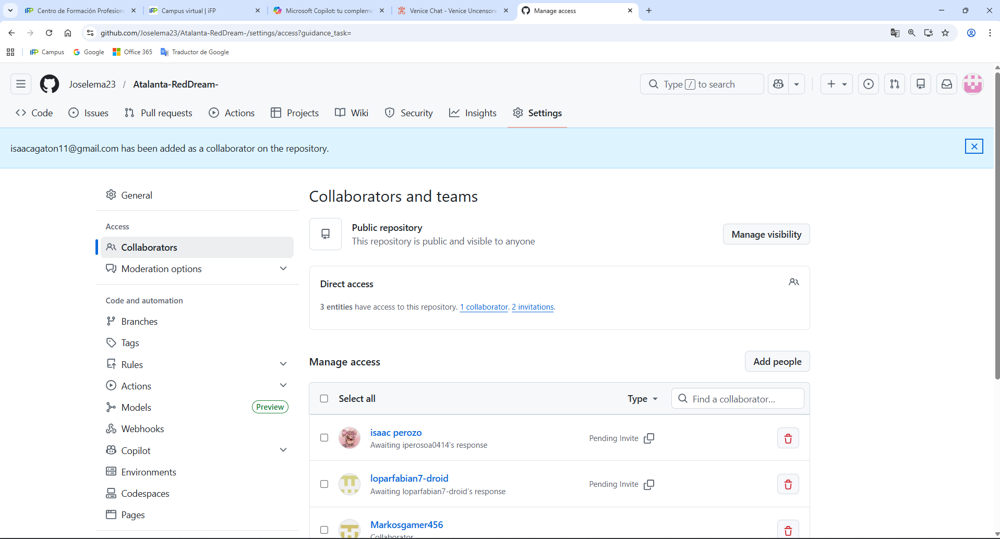 Centro de Formación Profesiona
Campus virtual | iFP
Microsoft Copilot: tu compleme
Venice Chat - Venice Uncensore
Manage access
github.com/Joselema23/Atalanta-RedDream-/settings/access?guidance_task=
Campus
Google
Office 365
Traductor de Google
Joselema23 / Atalanta-RedDream-
Type / to search
Code
Issues
Pull requests
Actions
Projects
Wiki
Security
Insights
Settings
isaacagaton11@gmail.com has been added as a collaborator on the repository.
General
Access
Collaborators
Moderation options
Code and automation
Branches
Tags
Rules
Actions
Models Preview
Webhooks
Copilot
Environments
Codespaces
Pages
Collaborators and teams
Public repository
This repository is public and visible to anyone
Manage visibility
Direct access
3 entities have access to this repository. 1 collaborator. 2 invitations.
Manage access
Add people
Select all
Type
Find a collaborator...
isaac perozo
Awaiting iperosoa0414's response
Pending Invite
loparfabian7-droid
Awaiting loparfabian7-droid's response
Pending Invite
Markosgamer456
Collaborator